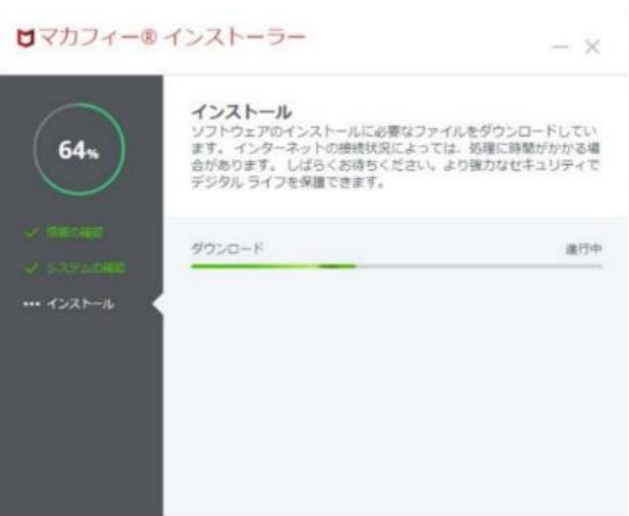 マカフィー® インストーラー
64%
インストール
ソフトウェアのインストールに必要なファイルをダウンロードしてい
ます。 インターネットの接続状況によっては、処理に時間がかかる場
合があります。 しばらくお待ちください。より強力なセキュリティで
デジタル ライフを保護できます。
情報の確認
システムの確認
インストール
ダウンロード 進行中